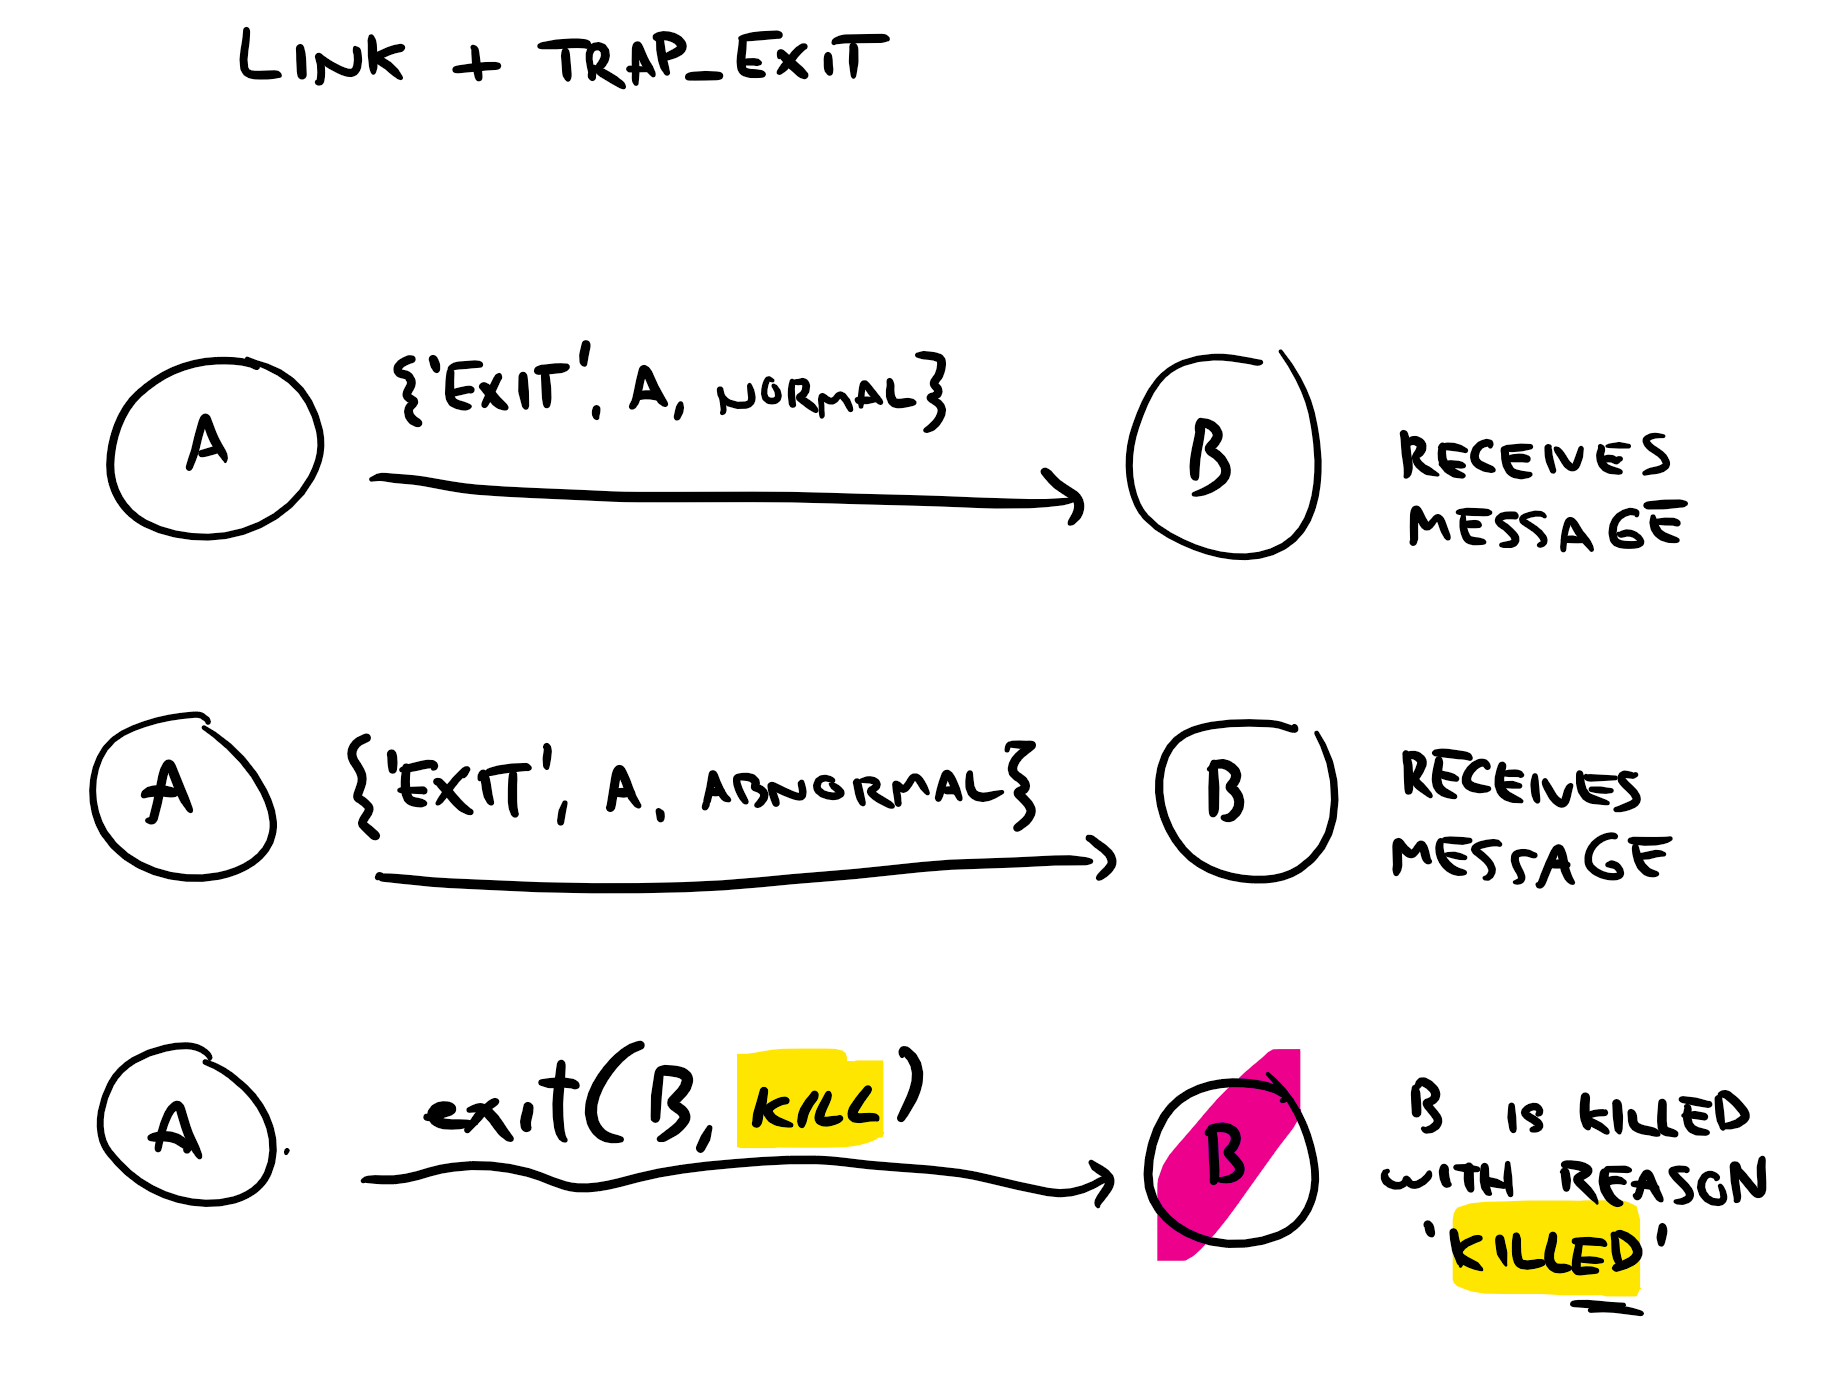 LINK + TRAP_EXIT
A
{'EXIT', A, NORMAL}
B
RECEIVES
MESSAGE
A
{'EXIT', A, ABNORMAL}
B
RECEIVES
MESSAGE
A
exit(B, KILL)
B
B IS KILLED
WITH REASON
'KILLED'